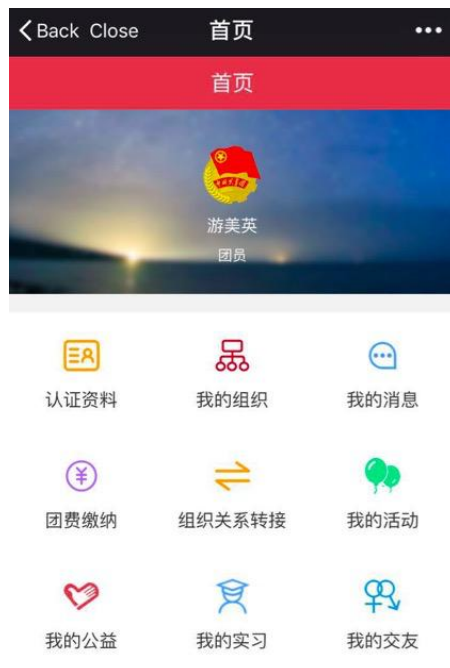 Back Close 首页
首页
游美英
团员
认证资料 我的组织 我的消息
团费缴纳 组织关系转接 我的活动
我的公益 我的实习 我的交友